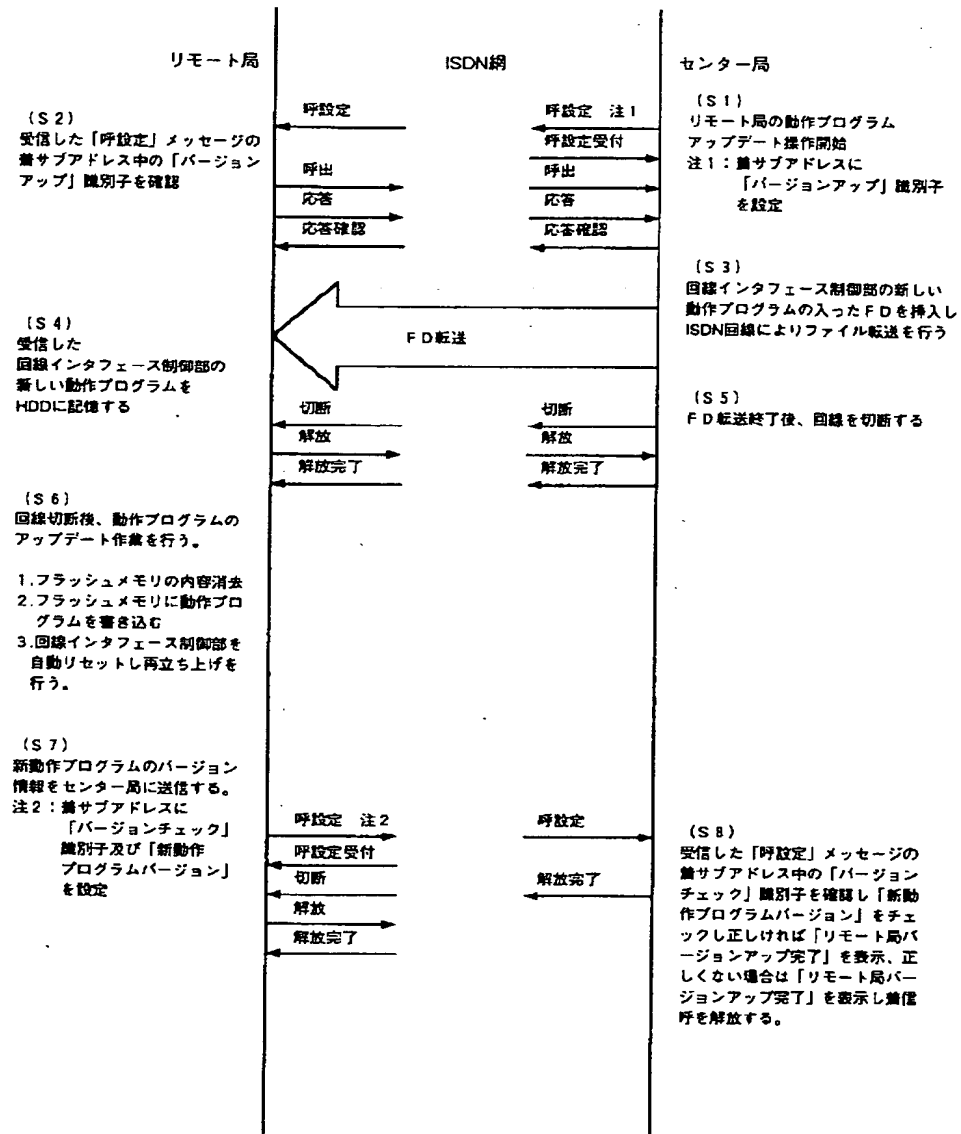 リモート局
ISDN網
センター局
(S1)
リモート局の動作プログラム
アップデート操作開始
注1:着サブアドレスに
「バージョンアップ」識別子
を設定
(S2)
受信した「呼設定」メッセージの
着サブアドレス中の「バージョン
アップ」識別子を確認
呼設定
呼設定 注1
呼設定受付
呼出
呼出
応答
応答
応答確認
応答確認
(S3)
回線インタフェース制御部の新しい
動作プログラムの入ったFDを挿入し
ISDN回線によりファイル転送を行う
FD転送
(S4)
受信した
回線インタフェース制御部の
新しい動作プログラムを
HDDに記憶する
(S5)
FD転送終了後、回線を切断する
切断
切断
解放
解放
解放完了
解放完了
(S6)
回線切断後、動作プログラムの
アップデート作業を行う。
1.フラッシュメモリの内容消去
2.フラッシュメモリに動作プロ
グラムを書き込む
3.回線インタフェース制御部を
自動リセットし再立ち上げを
行う。
(S7)
新動作プログラムのバージョン
情報をセンター局に送信する。
注2:着サブアドレスに
「バージョンチェック」
識別子及び「新動作
プログラムバージョン」
を設定
呼設定 注2
呼設定
呼設定受付
切断
解放完了
解放
解放完了
(S8)
受信した「呼設定」メッセージの
着サブアドレス中の「バージョン
チェック」識別子を確認し「新動
作プログラムバージョン」をチェ
ックし正しければ「リモート局バ
ージョンアップ完了」を表示、正
しくない場合は「リモート局バー
ジョンアップ完了」を表示し着信
呼を解放する。